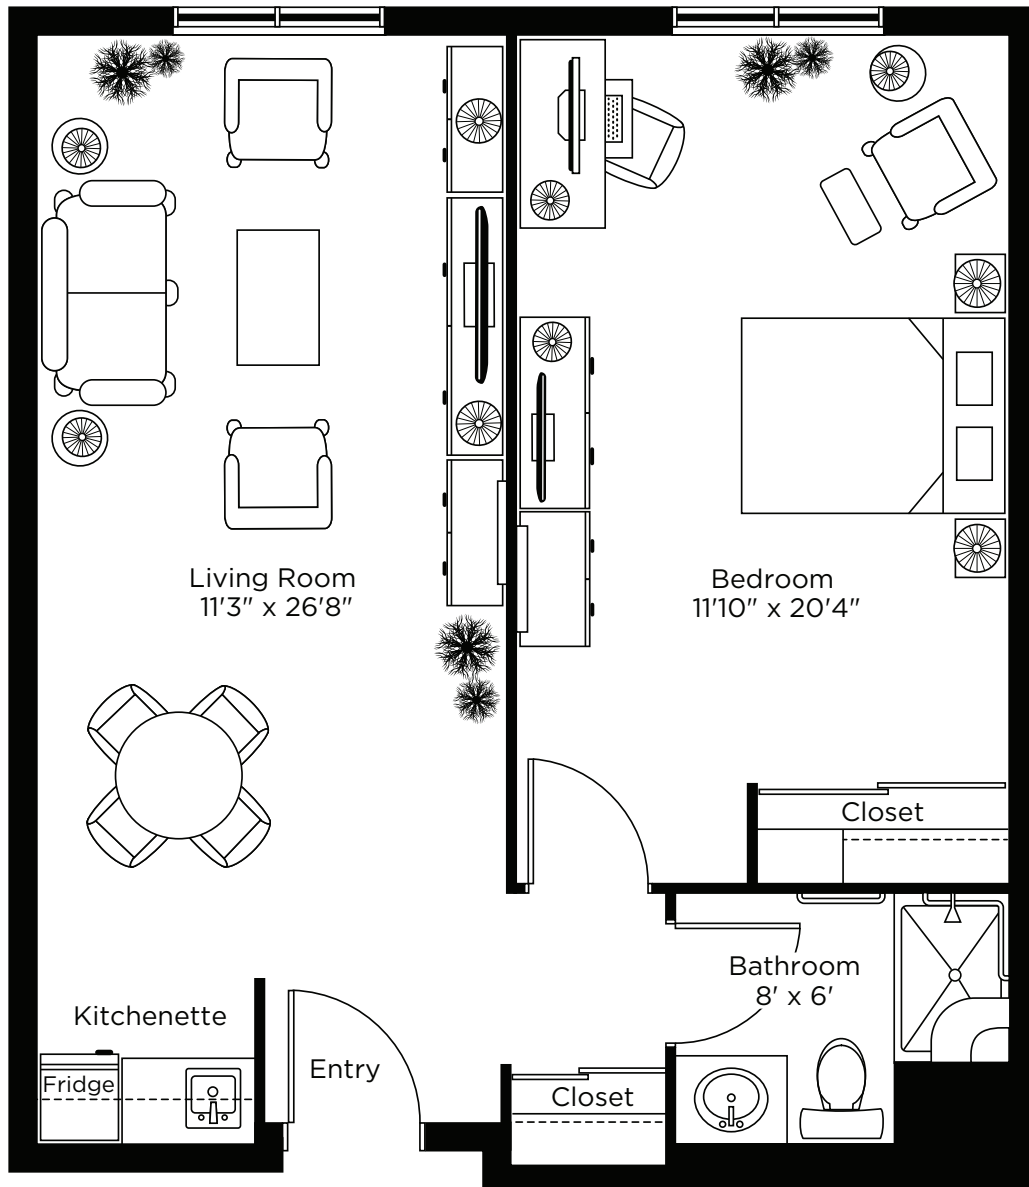 Living Room
11'3" x 26'8"
Bedroom
11'10" x 20'4"
Closet
Bathroom
8' x 6'
Kitchenette
Entry
Fridge
Closet